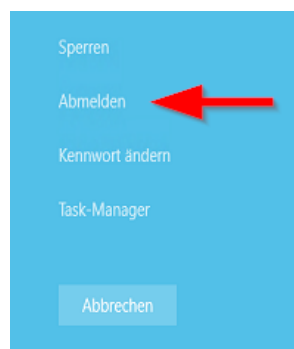 Sperren
Abmelden
Kennwort ändern
Task-Manager
Abbrechen